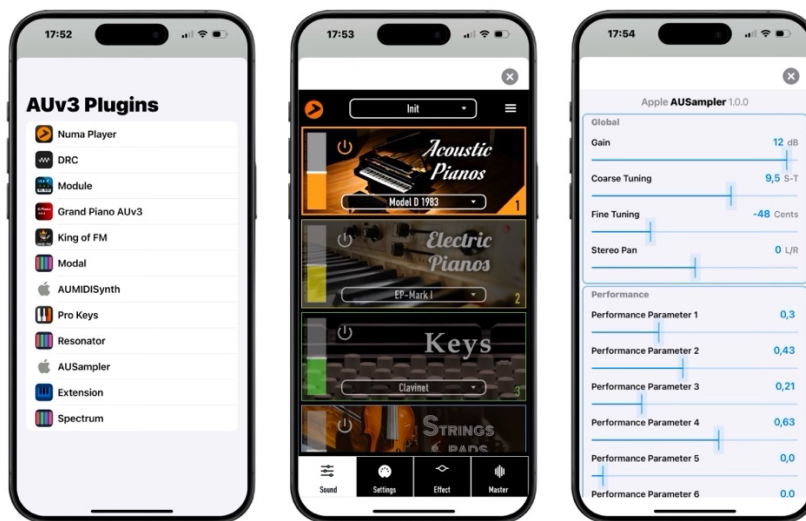 17:52
AUv3 Plugins
Numa Player
DRC
Module
Grand Piano AUv3
King of FM
Modal
AUMIDISynth
Pro Keys
Resonator
AUSampler
Extension
Spectrum
17:53
Init
Acoustic
Pianos
Model D 1983
1
Electric
Pianos
EP-Mark I
2
Keys
Clavinet
3
STRINGS
& PADS
Sound Settings Effect Master
17:54
Apple AUSampler 1.0.0
Global
Gain 12 dB
Coarse Tuning 9,5 S-T
Fine Tuning -48 Cents
Stereo Pan 0 L/R
Performance
Performance Parameter 1 0,3
Performance Parameter 2 0,43
Performance Parameter 3 0,21
Performance Parameter 4 0,63
Performance Parameter 5 0,0
Performance Parameter 6 0,0